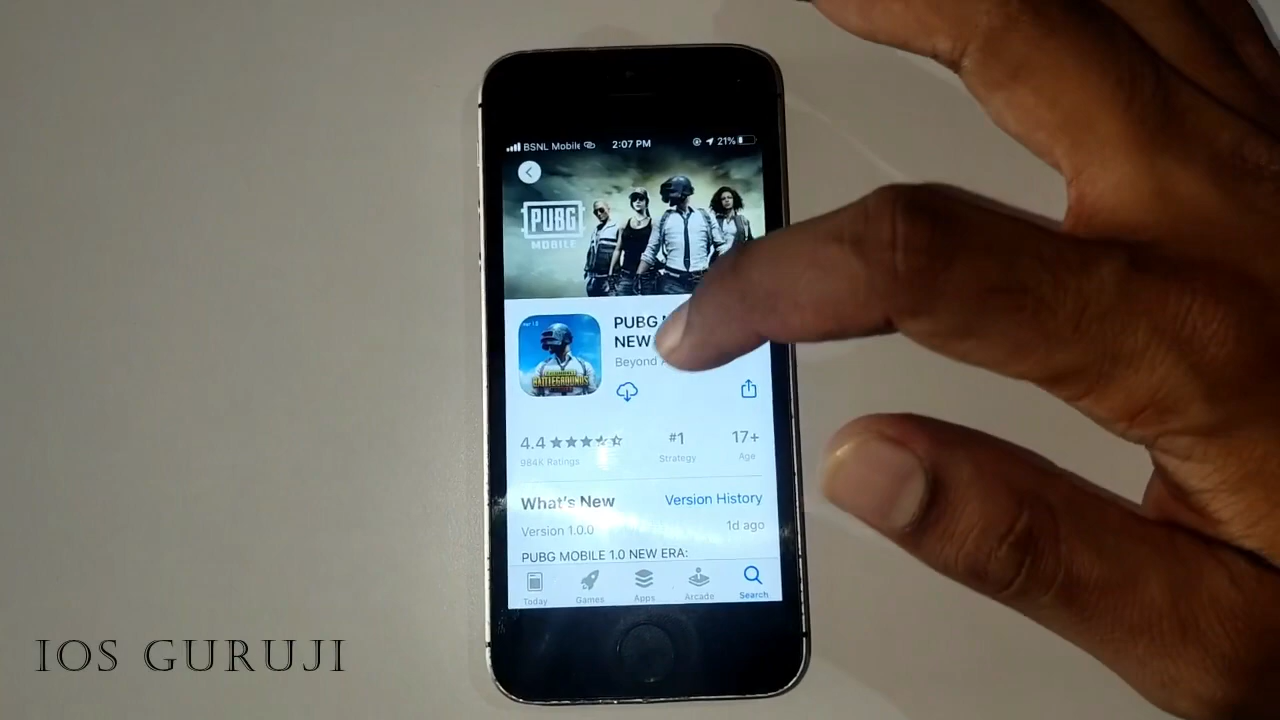 BSNL Mobile 2:07 PM 21%
PUBG
MOBILE
PUBG
NEW
Beyond
BATTLEGROUNDS
4.4 #1 17+
984K Ratings Strategy Age
What's New Version History
Version 1.0.0 1d ago
PUBG MOBILE 1.0 NEW ERA:
Today Games Apps Arcade Search
IOS GURUJI